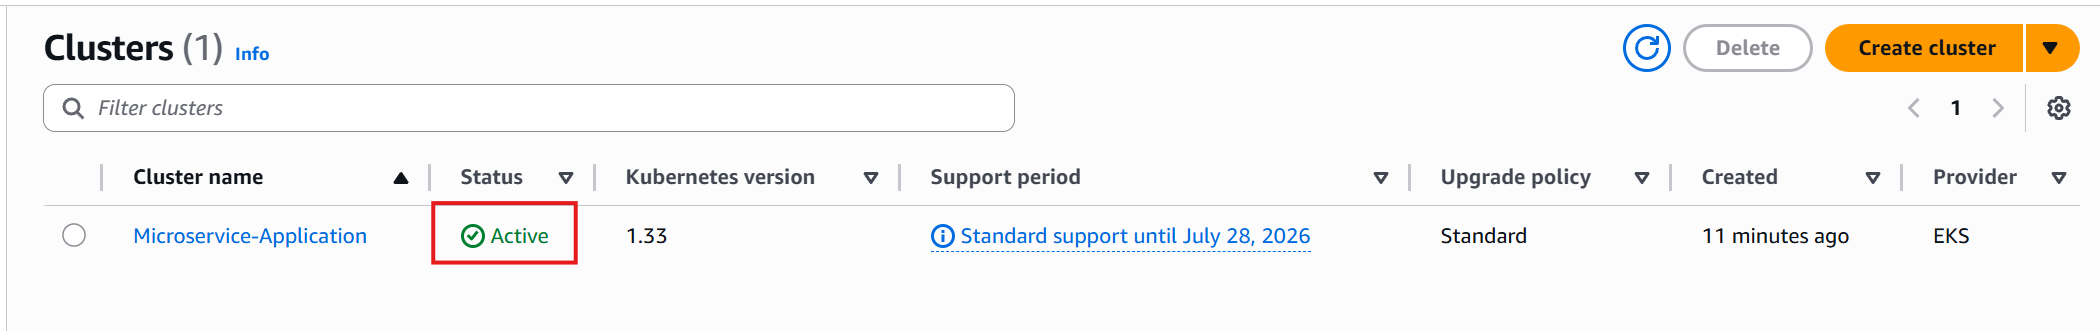 Clusters (1) Info
Delete
Create cluster
Filter clusters
1
Cluster name Status Kubernetes version Support period Upgrade policy Created Provider
Microservice-Application Active 1.33 Standard support until July 28, 2026 Standard 11 minutes ago EKS